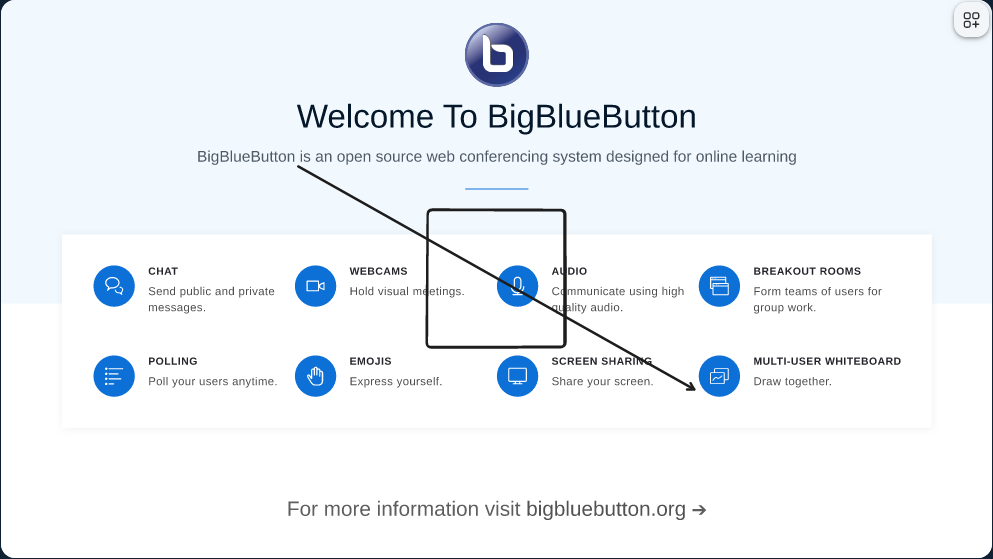 Welcome To BigBlueButton
BigBlueButton is an open source web conferencing system designed for online learning
CHAT
Send public and private
messages.
WEBCAMS
Hold visual meetings.
AUDIO
Communicate using high
quality audio.
BREAKOUT ROOMS
Form teams of users for
group work.
POLLING
Poll your users anytime.
EMOJIS
Express yourself.
SCREEN SHARING
Share your screen.
MULTI-USER WHITEBOARD
Draw together.
For more information visit bigbluebutton.org ➔